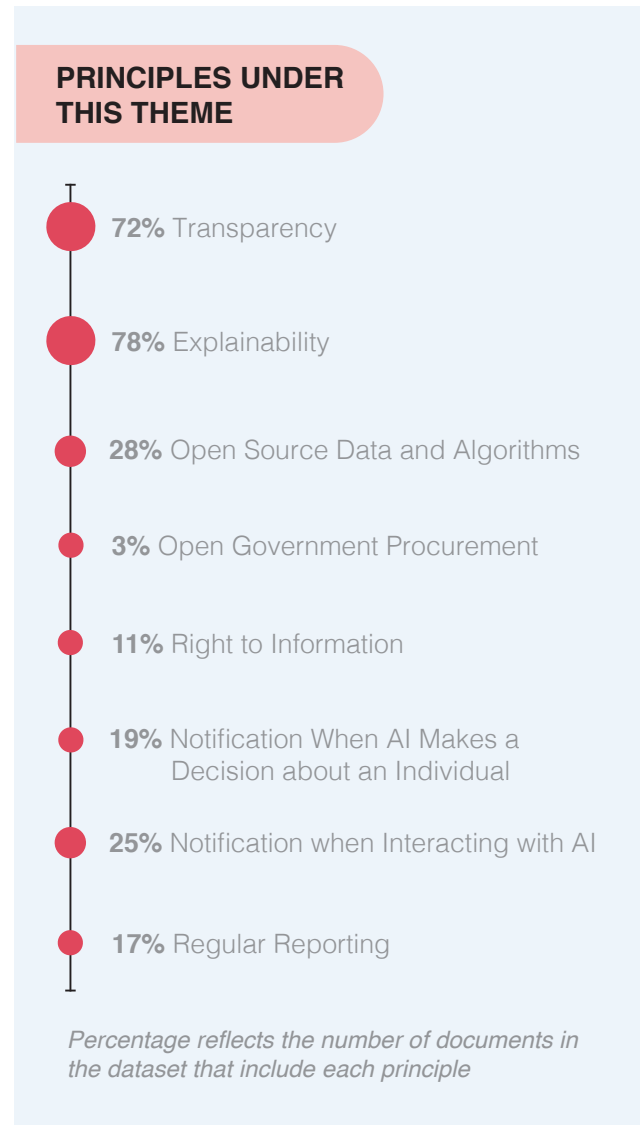 PRINCIPLES UNDER
THIS THEME
72% Transparency
78% Explainability
28% Open Source Data and Algorithms
3% Open Government Procurement
11% Right to Information
19% Notification When AI Makes a
Decision about an Individual
25% Notification when Interacting with AI
17% Regular Reporting
Percentage reflects the number of documents in
the dataset that include each principle